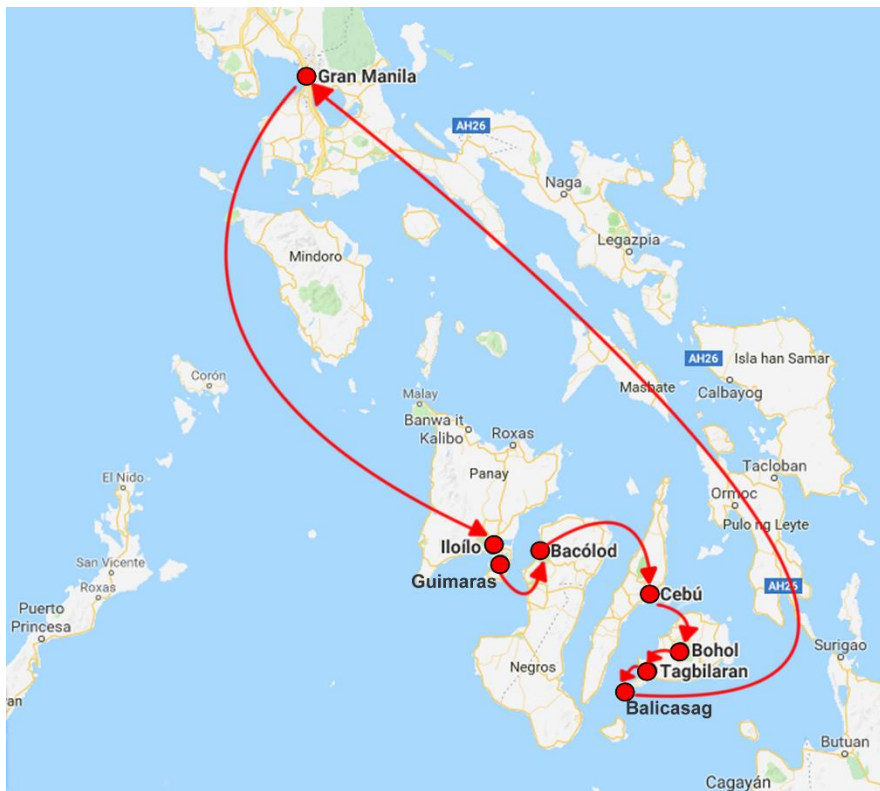 Gran Manila
AH26
Naga
Legazpia
Mindoro
AH26
Isla han Samar
Masbate
Calbayog
Corón
Malay
Banwa it
Kalibo
Roxas
Panay
Tacloban
El Nido
Ormoc
Pulo ng Leyte
Iloílo
Bacólod
San Vicente
Guimaras
Cebú
AH26
Roxas
Puerto
Princesa
Bohol
Surigao
Negros
Tagbilaran
Balicasag
Butuan
Cagayán